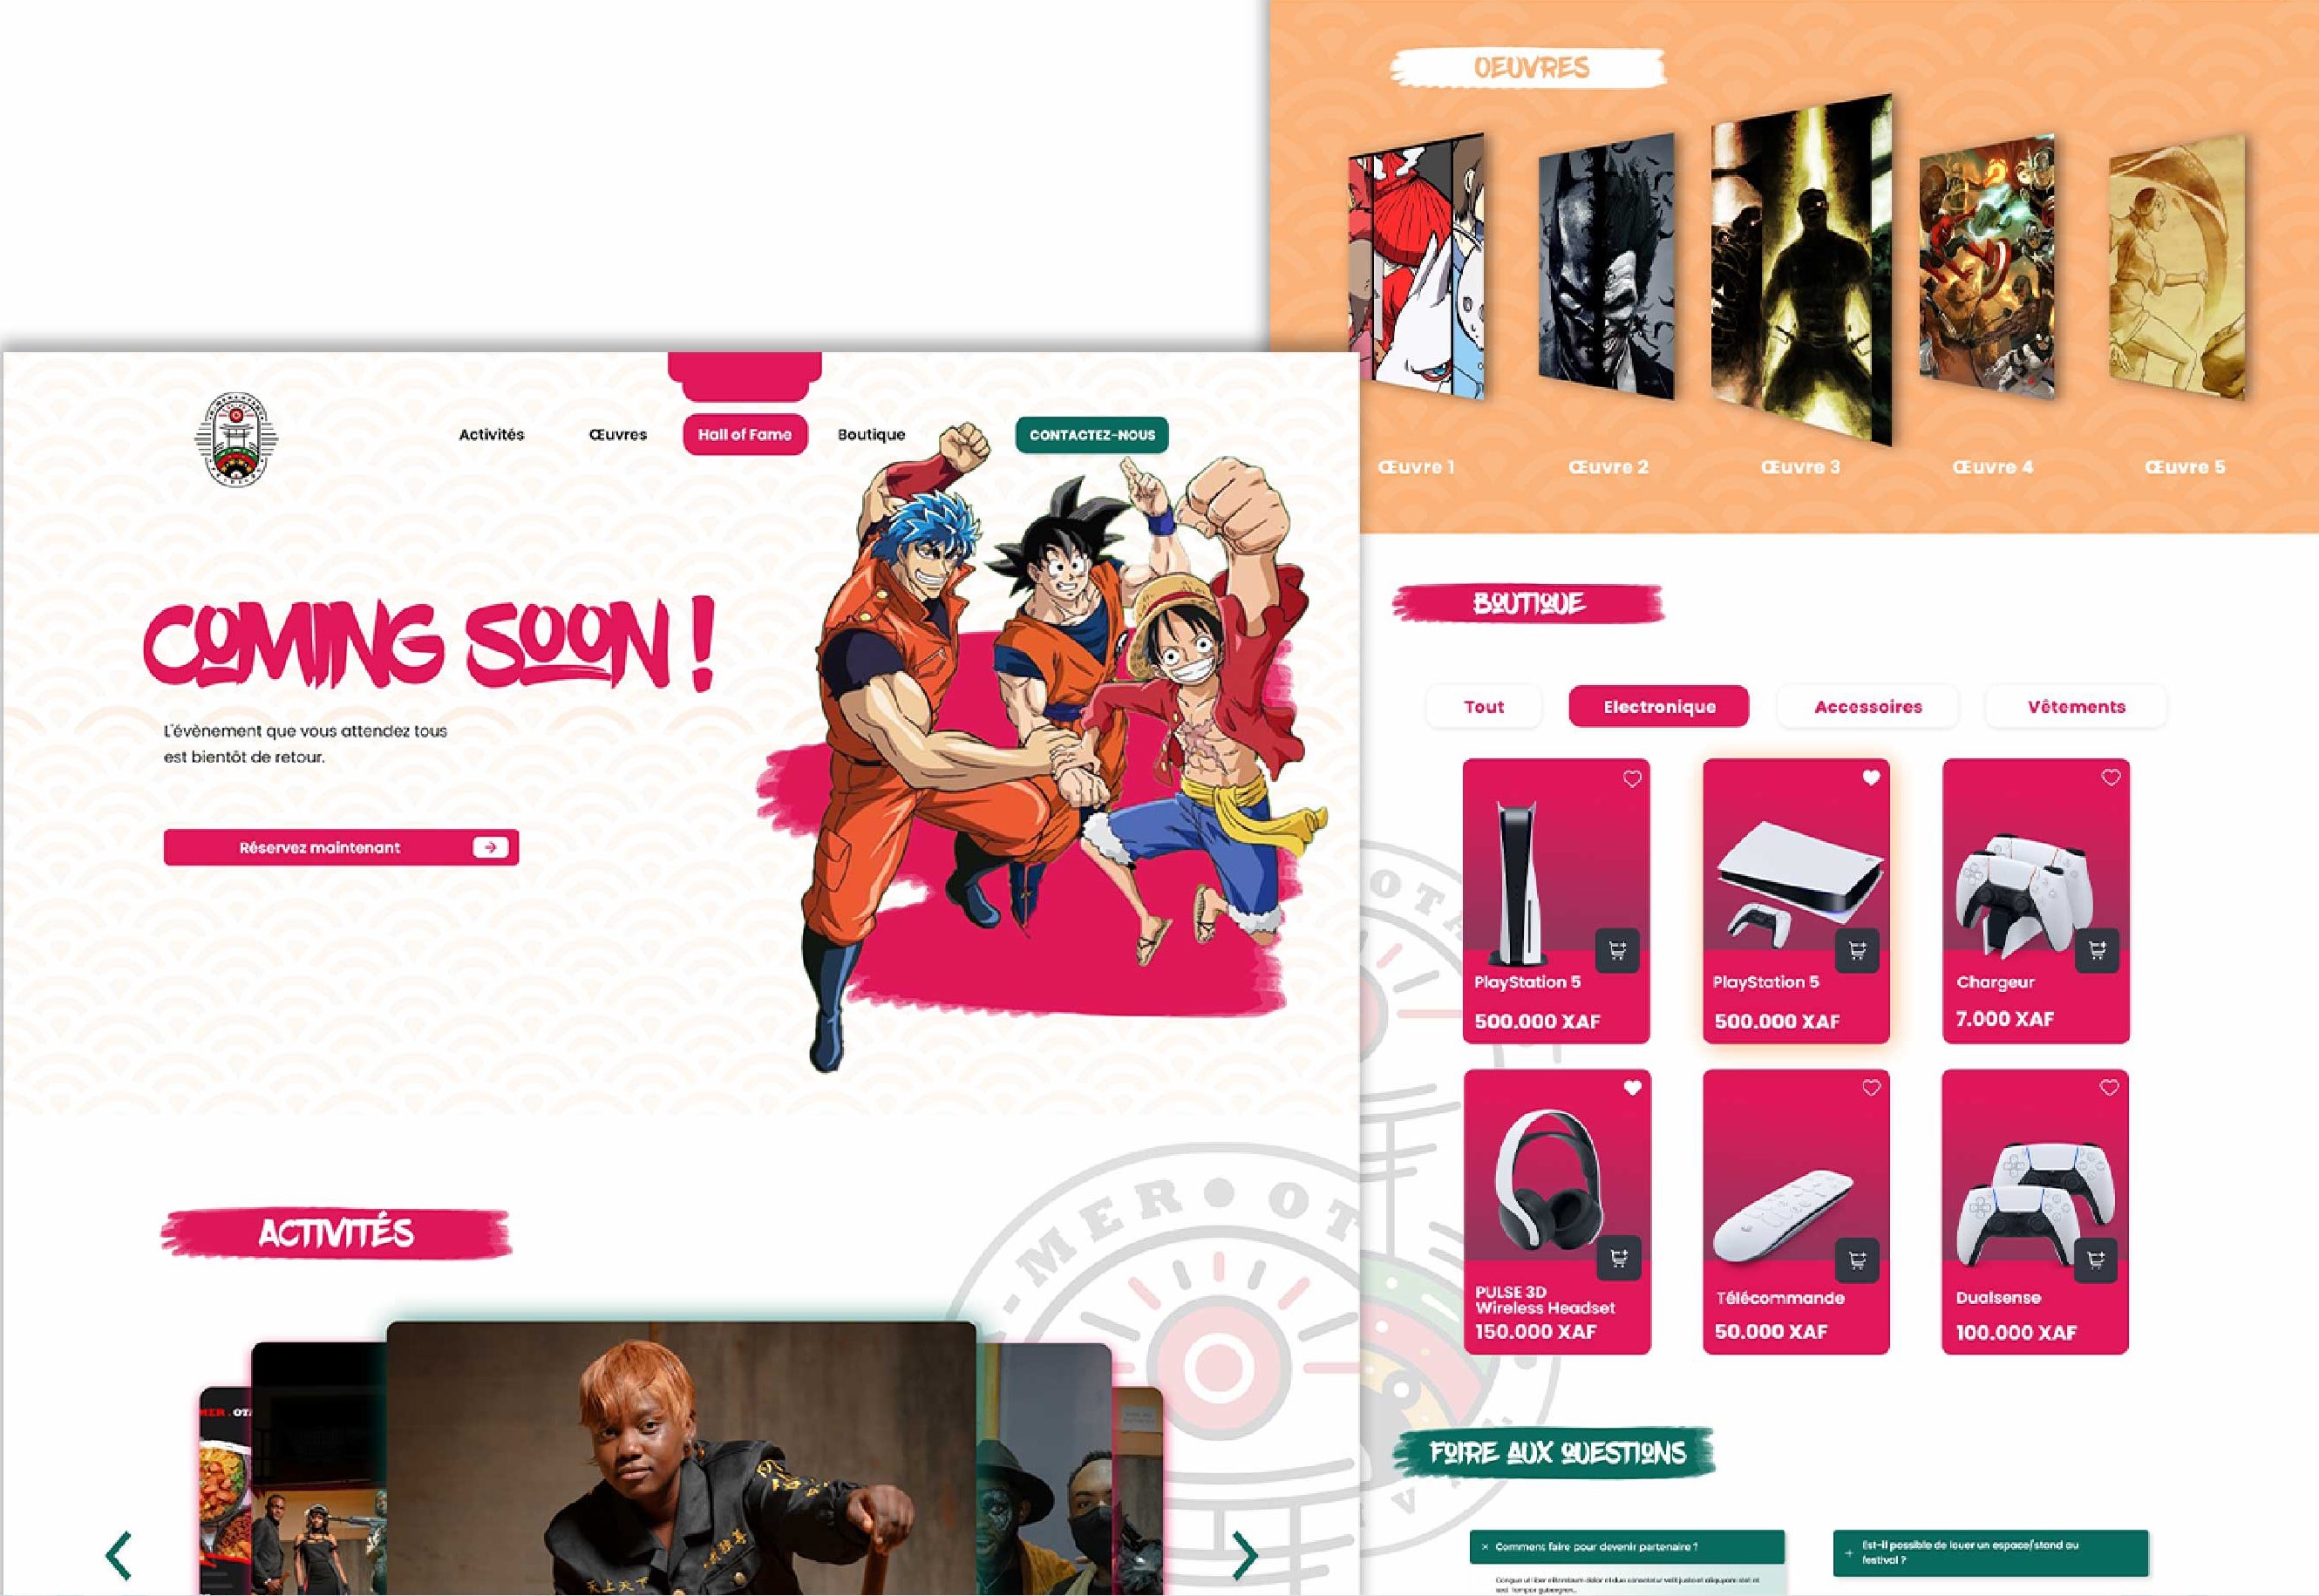 Activités
Œuvres
Hall of Fame
Boutique
CONTACTEZ-NOUS
COMING SOON !
L'évènement que vous attendez tous
est bientôt de retour.
Réservez maintenant
ACTIVITÉS
MER OT
OEUVRES
Œuvre 1
Œuvre 2
Œuvre 3
Œuvre 4
Œuvre 5
BOUTIQUE
Tout
Electronique
Accessoires
Vêtements
PlayStation 5
500.000 XAF
PlayStation 5
500.000 XAF
Chargeur
7.000 XAF
PULSE 3D
Wireless Headset
150.000 XAF
Télécommande
50.000 XAF
Dualsense
100.000 XAF
FOIRE AUX QUESTIONS
Comment faire pour devenir partenaire ?
Est-il possible de louer un espace/stand au
festival ?